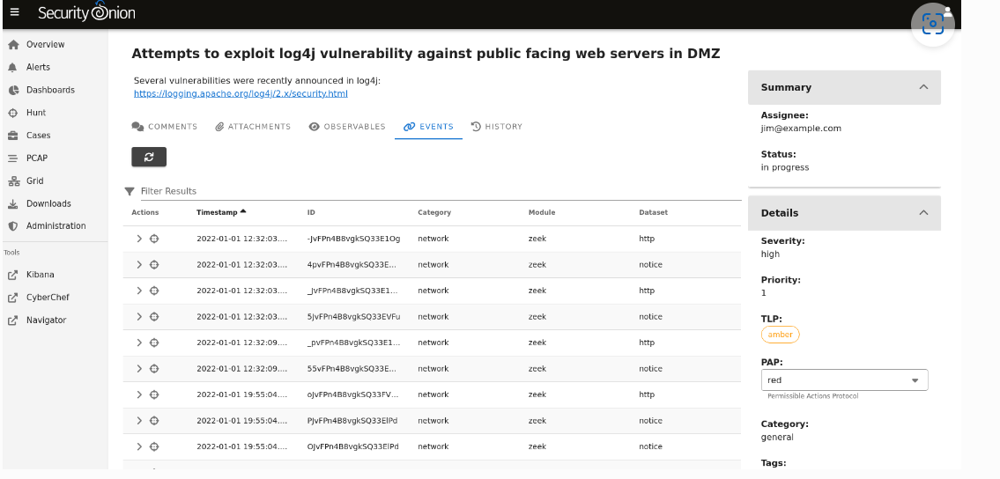 Security Onion
Overview
Alerts
Dashboards
Hunt
Cases
PCAP
Grid
Downloads
Administration
Tools
Kibana
CyberChef
Navigator
Attempts to exploit log4j vulnerability against public facing web servers in DMZ
Several vulnerabilities were recently announced in log4j:
https://logging.apache.org/log4j/2.x/security.html
COMMENTS ATTACHMENTS OBSERVABLES EVENTS HISTORY
Filter Results
Actions Timestamp ID Category Module Dataset
2022-01-01 12:32:03.... -JvFPn4B8vgkSQ33E1Og network zeek http
2022-01-01 12:32:03.... 4pvFPn4B8vgkSQ33E... network zeek notice
2022-01-01 12:32:03.... _JvFPn4B8vgkSQ33E1... network zeek http
2022-01-01 12:32:03.... 5JvFPn4B8vgkSQ33EVFu network zeek notice
2022-01-01 12:32:09.... _pvFPn4B8vgkSQ33E1... network zeek http
2022-01-01 12:32:09.... 55vFPn4B8vgkSQ33E... network zeek notice
2022-01-01 19:55:04.... oJvFPn4B8vgkSQ33FV... network zeek http
2022-01-01 19:55:04.... PJvFPn4B8vgkSQ33ElPd network zeek notice
2022-01-01 19:55:04.... OJvFPn4B8vgkSQ33ElPd network zeek notice
Summary
Assignee:
jim@example.com
Status:
in progress
Details
Severity:
high
Priority:
1
TLP:
amber
PAP:
red
Permissible Actions Protocol
Category:
general
Tags: